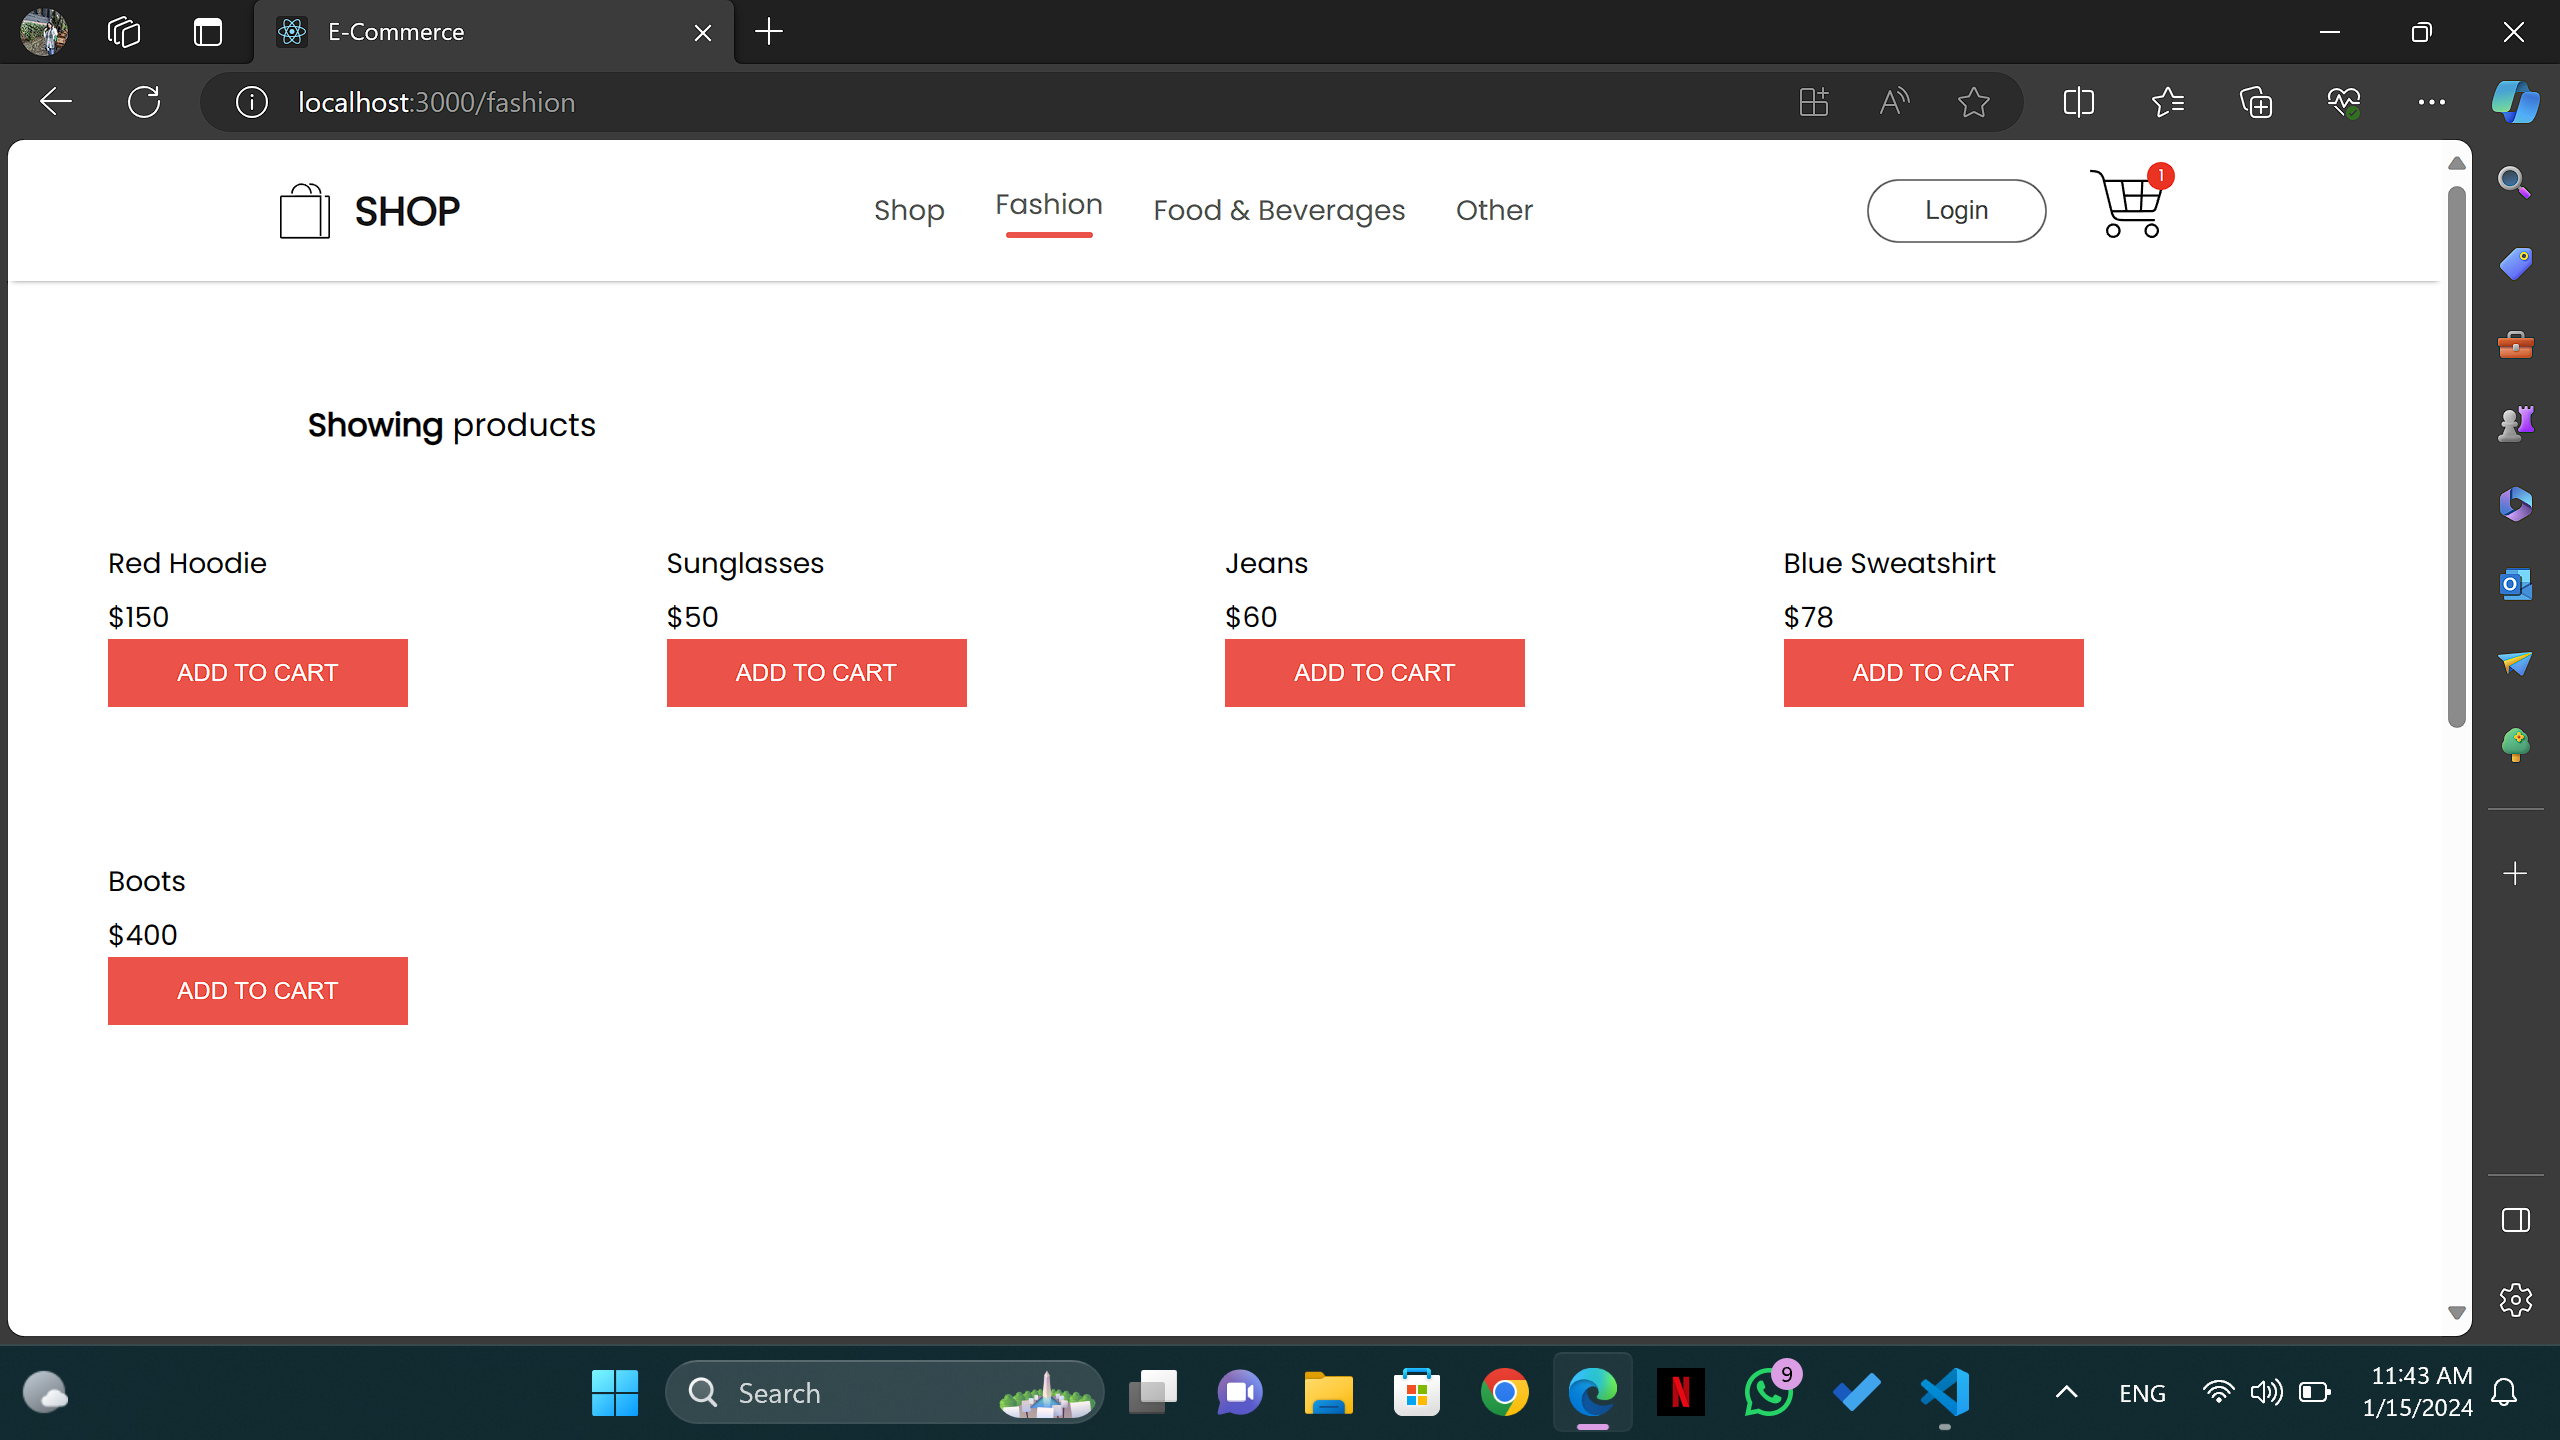 E-Commerce
localhost:3000/fashion
SHOP
Shop
Fashion
Food & Beverages
Other
Login
1
Showing products
Red Hoodie
$150
ADD TO CART
Sunglasses
$50
ADD TO CART
Jeans
$60
ADD TO CART
Blue Sweatshirt
$78
ADD TO CART
Boots
$400
ADD TO CART
Search
9
ENG
11:43 AM
1/15/2024